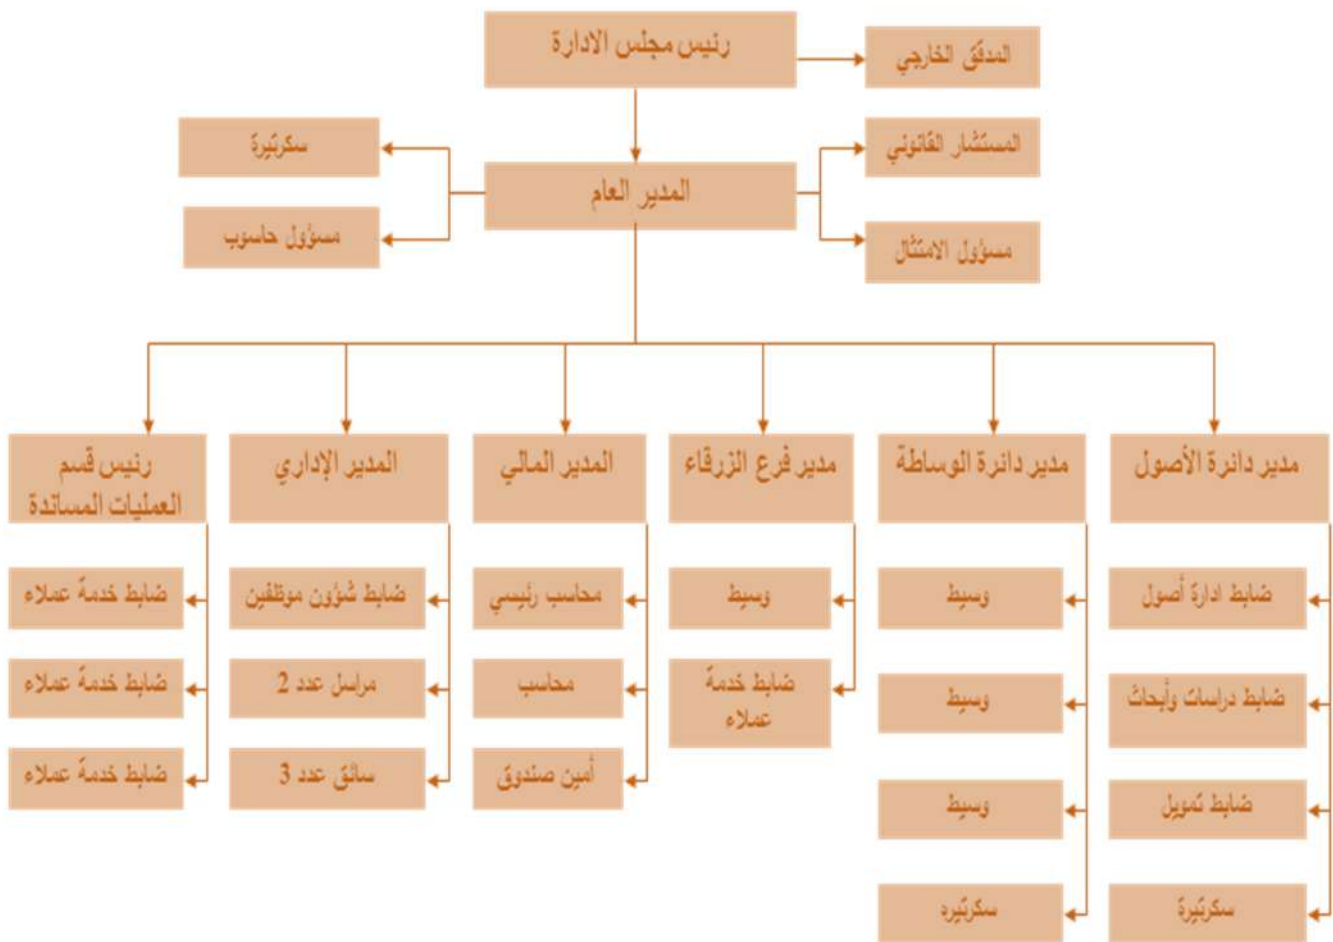 رئيس مجلس الادارة
المدقق الخارجي
المستشار القانوني
سكرتيرة
المدير العام
مسؤول الامتثال
مسؤول حاسوب
مدير دائرة الأصول
مدير دائرة الوساطة
مدير فرع الزرقاء
المدير المالي
المدير الإداري
رئيس قسم
العمليات المساندة
ضابط ادارة أصول
وسيط
وسيط
محاسب رئيسي
ضابط شؤون موظفين
ضابط خدمة عملاء
ضابط دراسات وأبحاث
وسيط
ضابط خدمة
عملاء
محاسب
مراسل عدد 2
ضابط خدمة عملاء
ضابط تمويل
وسيط
أمين صندوق
سائق عدد 3
ضابط خدمة عملاء
سكرتيرة
سكرتيره